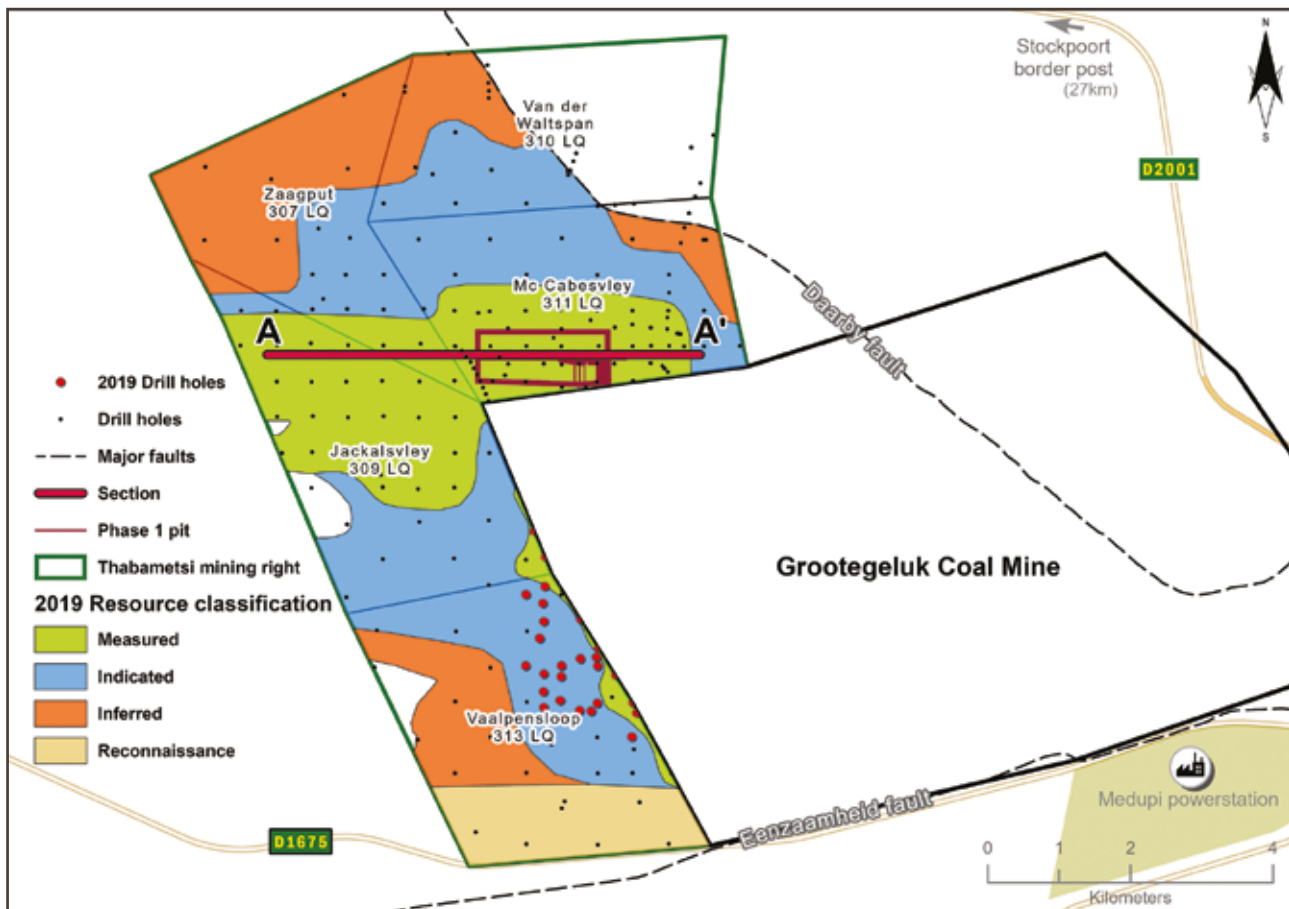 N
S
Stockpoort
border post
(27km)
D2001
Van der
Waltspan
310 LQ
Zaagput
307 LQ
Mc Cabesvley
311 LQ
A
A'
Daarby fault
Jackalsvley
309 LQ
Grootegeluk Coal Mine
Vaalpensloop
313 LQ
2019 Drill holes
Drill holes
Major faults
Section
Phase 1 pit
Thabametsi mining right
2019 Resource classification
Measured
Indicated
Inferred
Reconnaissance
D1675
Eenzaamheid fault
Medupi powerstation
0 1 2 4
Kilometers